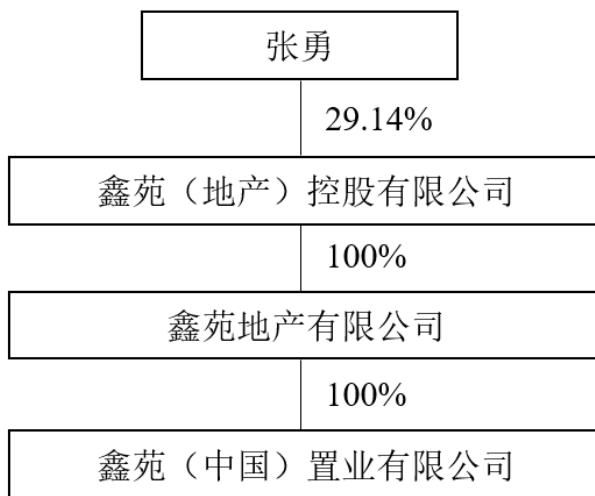 张勇
29.14%
鑫苑（地产）控股有限公司
100%
鑫苑地产有限公司
100%
鑫苑（中国）置业有限公司